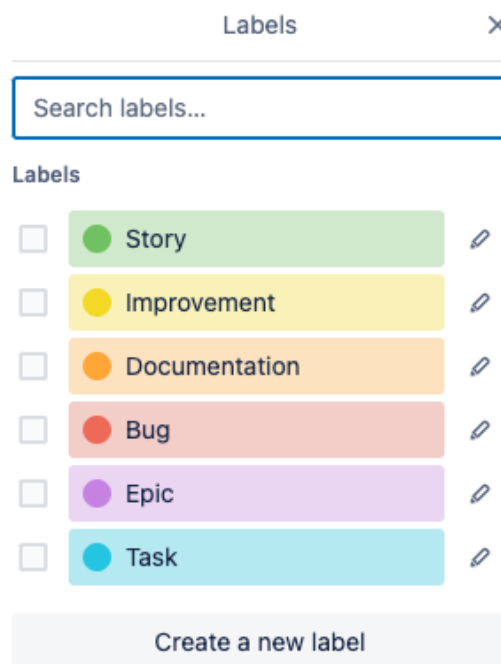 Labels
Search labels...
Labels
Story
Improvement
Documentation
Bug
Epic
Task
Create a new label